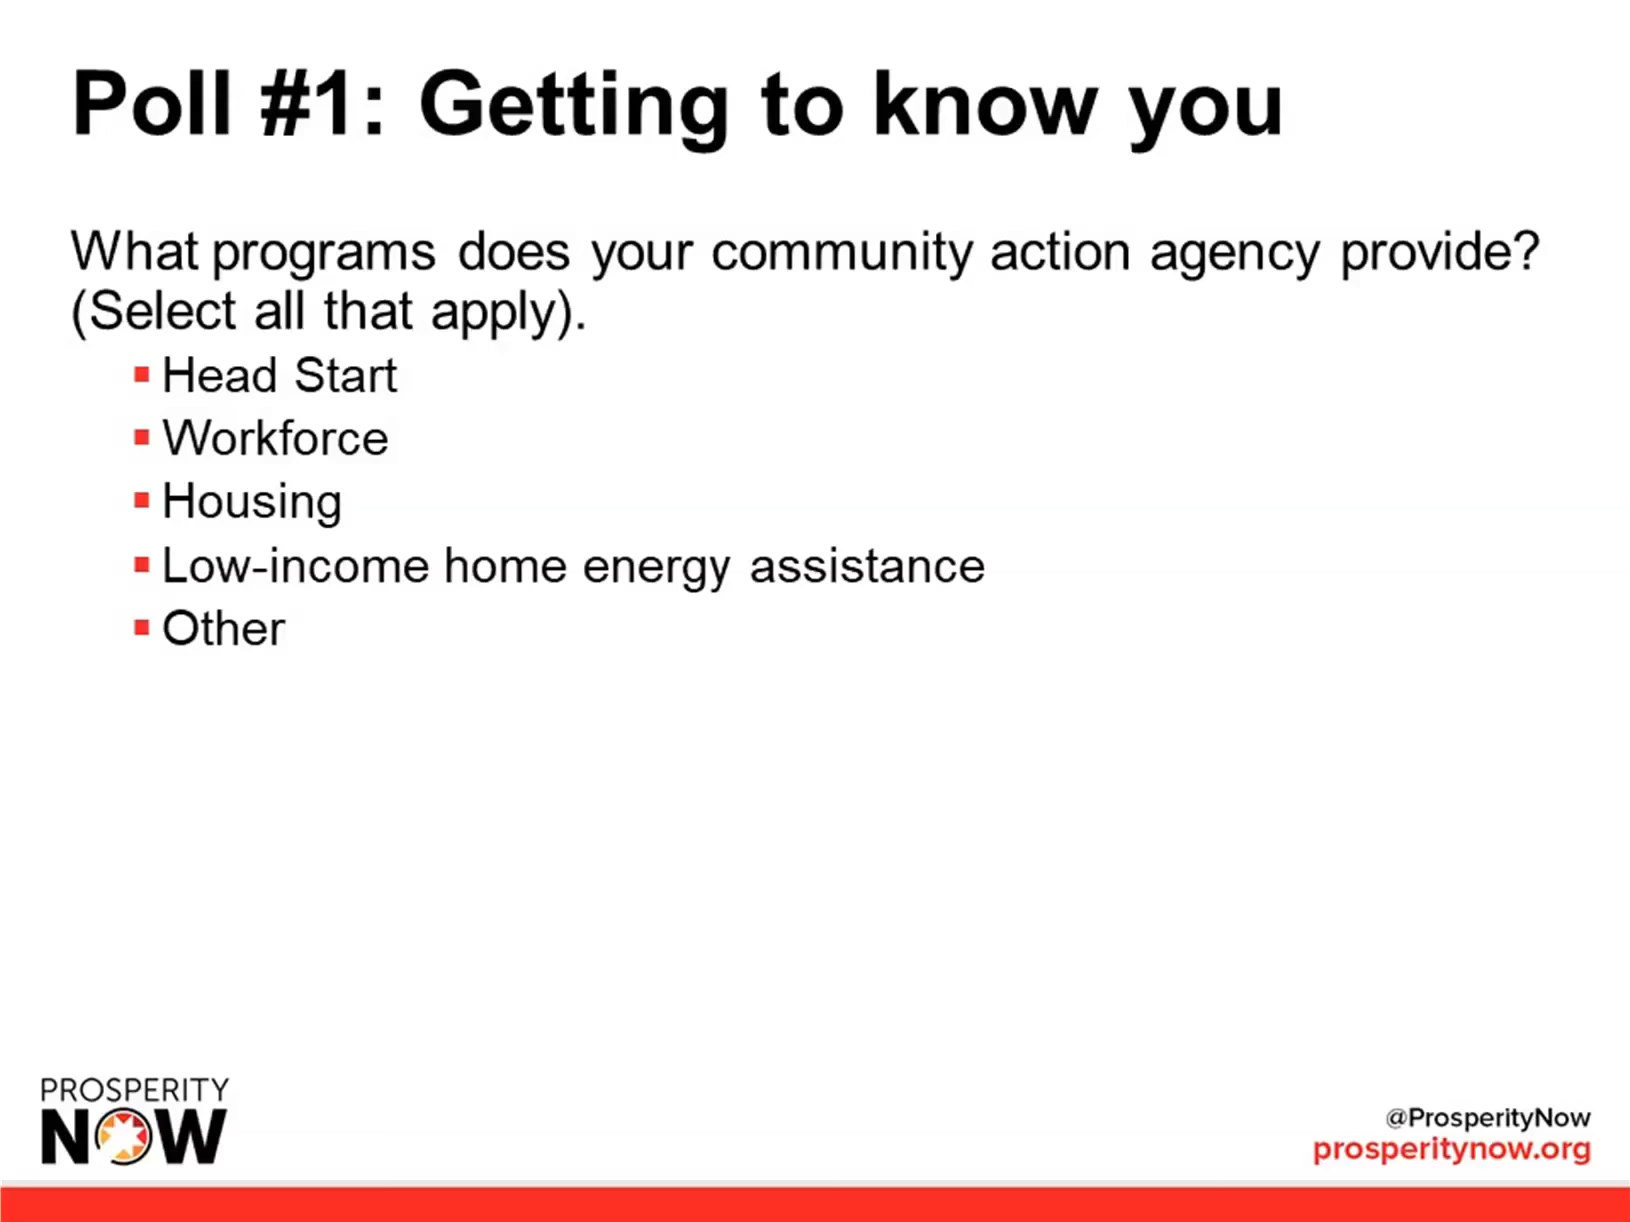 Poll #1: Getting to know you
What programs does your community action agency provide?
(Select all that apply).
Head Start
Workforce
Housing
Low-income home energy assistance
Other
PROSPERITY
NOW
@ProsperityNow
prosperitynow.org